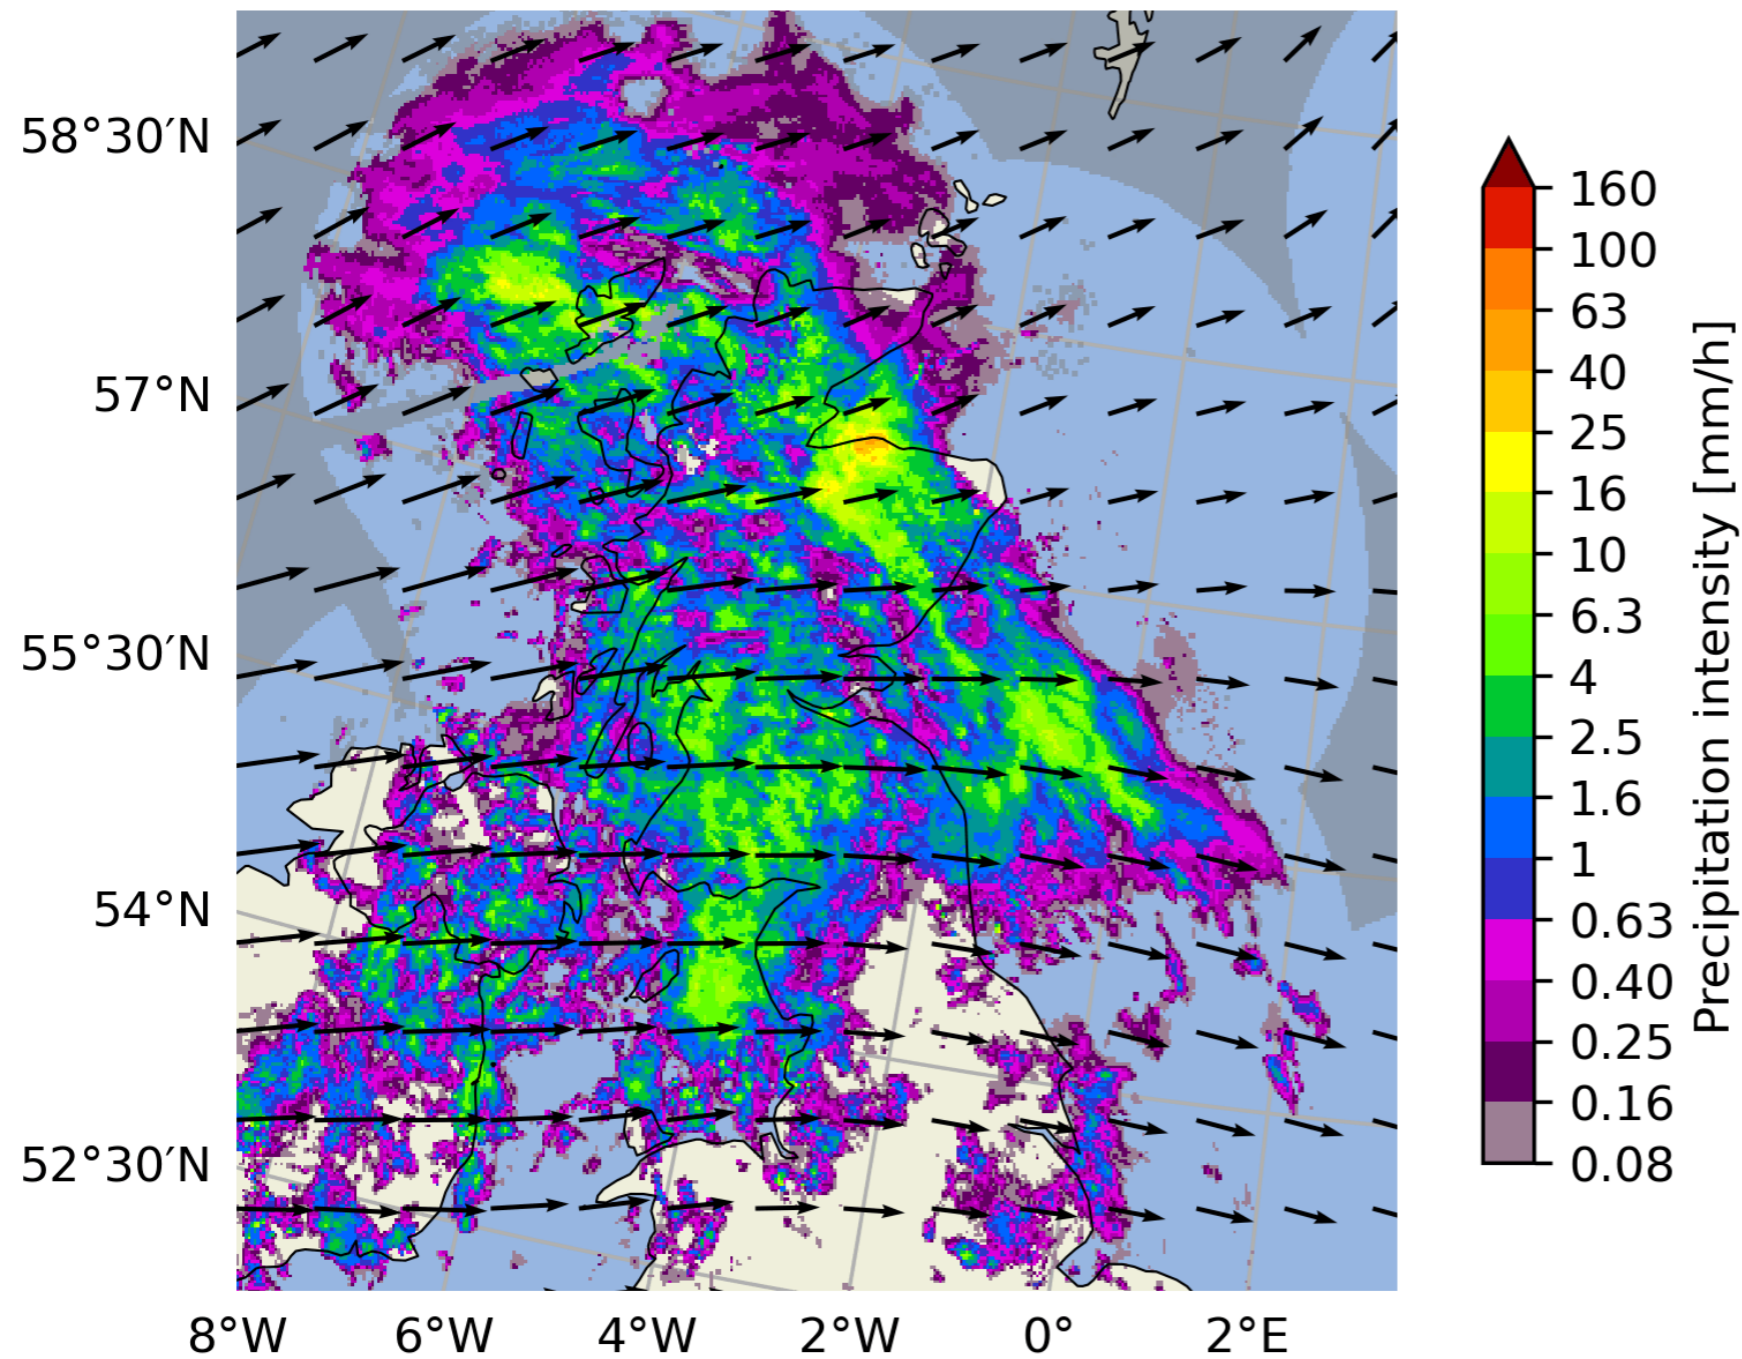 58°30′N
57°N
55°30′N
54°N
52°30′N
8°W 6°W 4°W 2°W 0° 2°E
160
100
63
40
25
16
10
6.3
4
2.5
1.6
1
0.63
0.40
0.25
0.16
0.08
Precipitation intensity [mm/h]